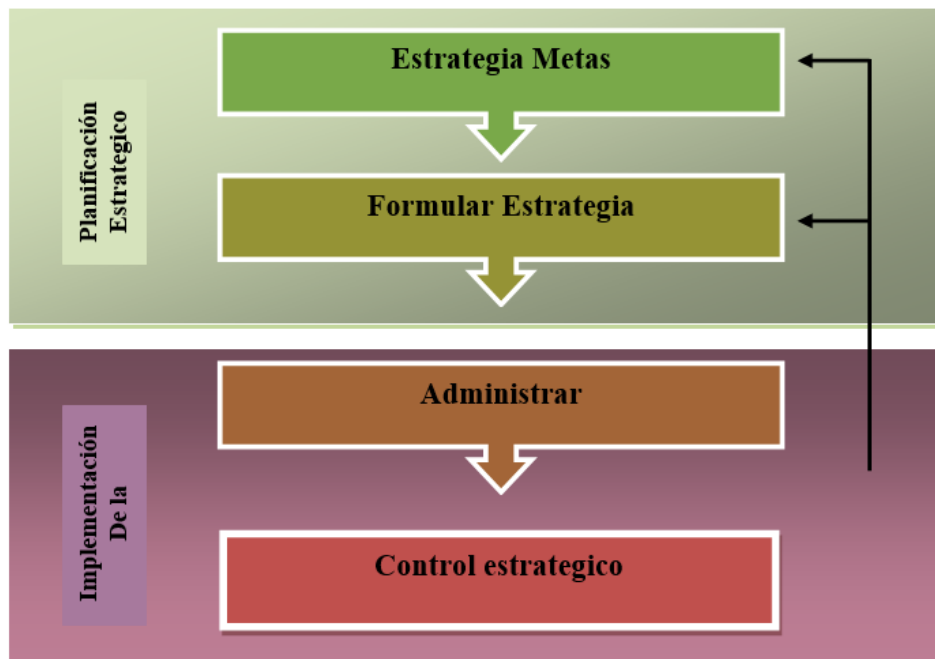 Planificación
Estrategico
Estrategia Metas
Formular Estrategia
Implementación
De la
Administrar
Control estrategico